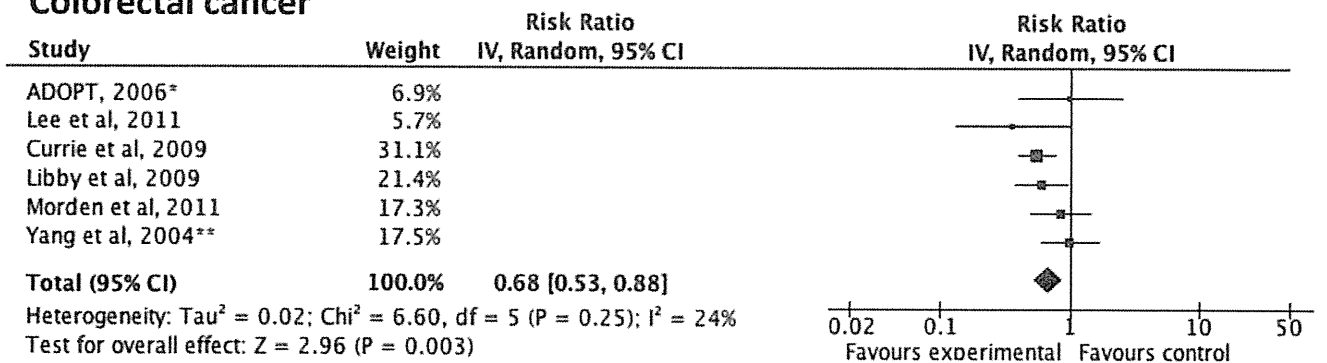 Colorectal cancer
Risk Ratio Risk Ratio
Study Weight IV, Random, 95% CI IV, Random, 95% CI
ADOPT, 2006* 6.9%
Lee et al, 2011 5.7%
Currie et al, 2009 31.1%
Libby et al, 2009 21.4%
Morden et al, 2011 17.3%
Yang et al, 2004** 17.5%
Total (95% CI) 100.0% 0.68 [0.53, 0.88]
Heterogeneity: Tau² = 0.02; Chi² = 6.60, df = 5 (P = 0.25); I² = 24%
0.02 0.1 1 10 50
Test for overall effect: Z = 2.96 (P = 0.003)
Favours experimental Favours control